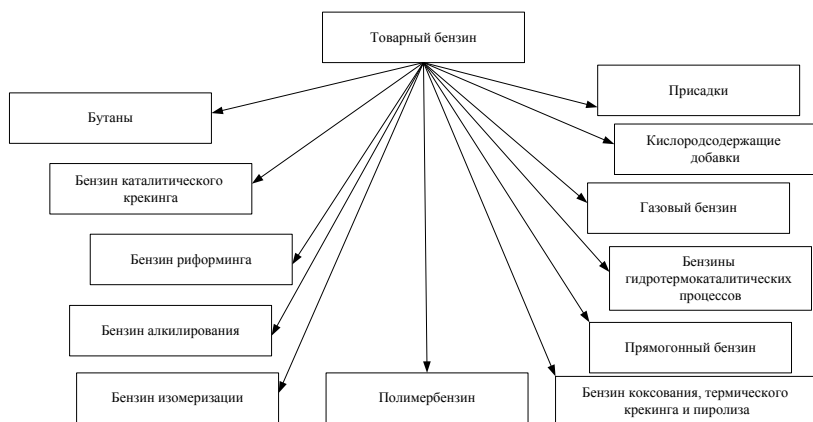 Товарный бензин
Присадки
Бутаны
Кислородсодержащие
добавки
Бензин каталитического
крекинга
Газовый бензин
Бензин риформинга
Бензины
гидротермокаталитических
процессов
Бензин алкилирования
Прямогонный бензин
Бензин изомеризации
Полимербензин
Бензин коксования, термического
крекинга и пиролиза